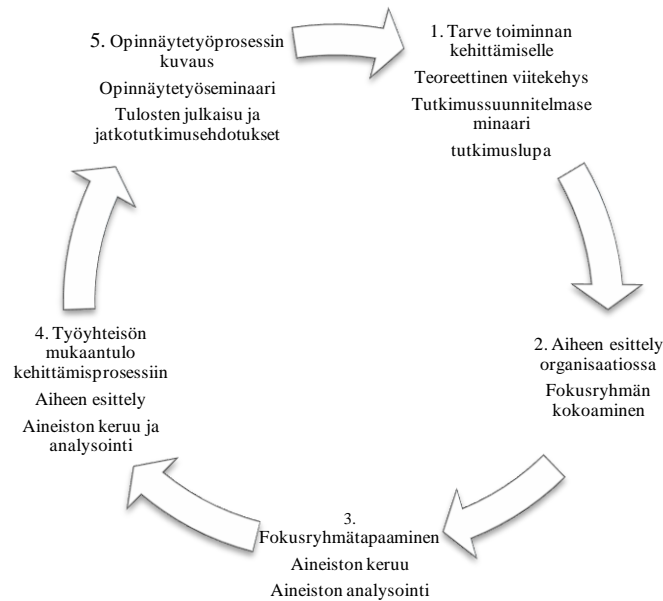 1. Tarve toiminnan
kehittämiselle
Teoreettinen viitekehys
Tutkimussuunnitelmase
minaari
tutkimuslupa
2. Aiheen esittely
organisaatiossa
Fokusryhmän
kokoaminen
3.
Fokusryhmätapaaminen
Aineiston keruu
Aineiston analysointi
4. Työyhteisön
mukaantulo
kehittämisprosessiin
Aiheen esittely
Aineiston keruu ja
analysointi
5. Opinnäytetyöprosessin
kuvaus
Opinnäytetyöseminaari
Tulosten julkaisu ja
jatkotutkimusehdotukset